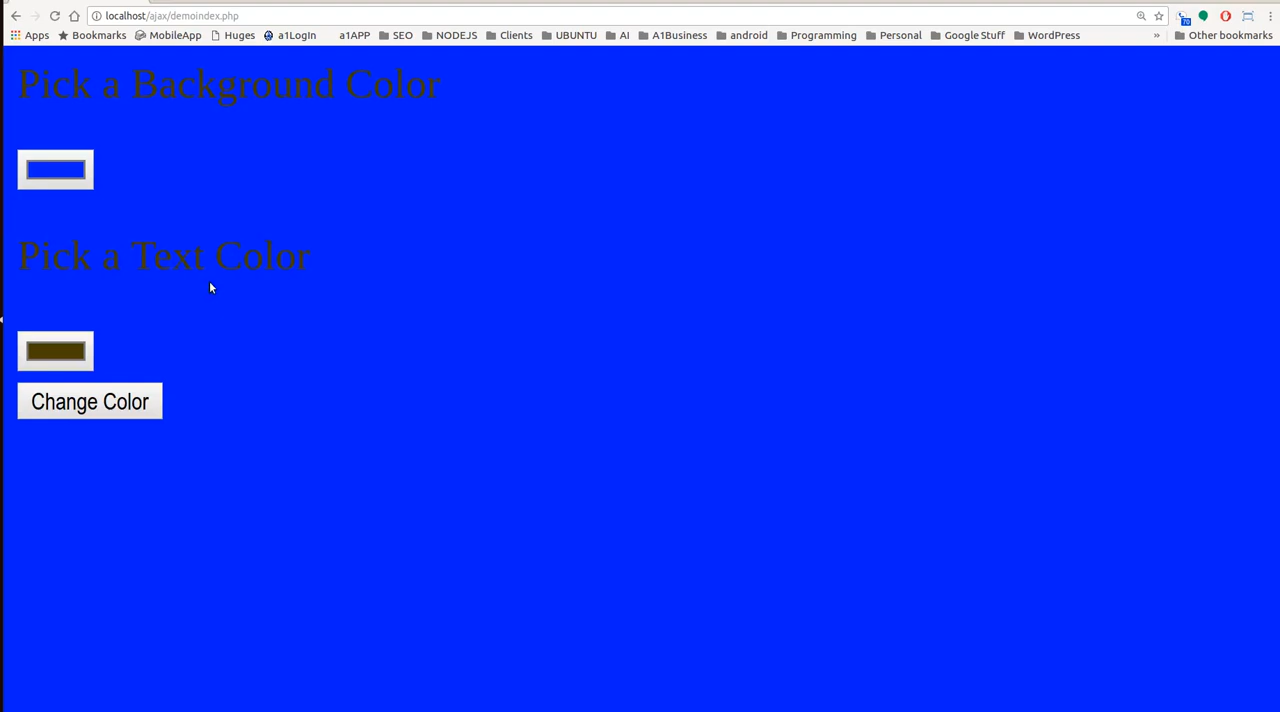 localhost/ajax/demoindex.php
Apps Bookmarks MobileApp Huges a1LogIn a1APP SEO NODEJS Clients UBUNTU AI A1Business android Programming Personal Google Stuff WordPress » Other bookmarks
70
Pick a Background Color
Pick a Text Color
Change Color